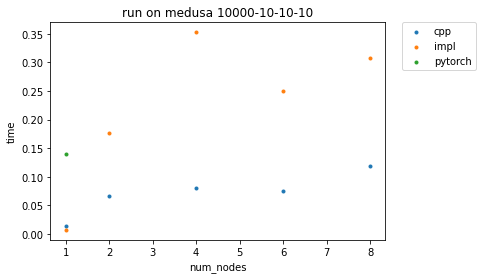 run on medusa 10000-10-10-10
cpp
impl
pytorch
time
0.35
0.30
0.25
0.20
0.15
0.10
0.05
0.00
1 2 3 4 5 6 7 8
num_nodes